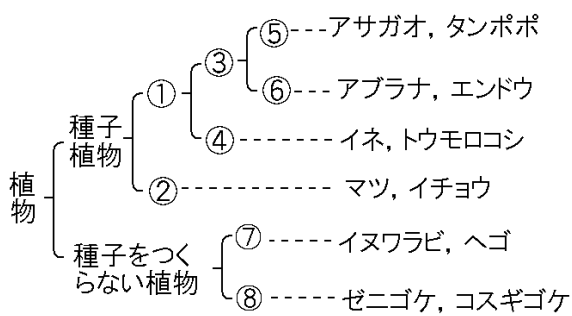 ⑤ アサガオ, タンポポ
③
⑥ アブラナ, エンドウ
①
種子
植物
④ イネ, トウモロコシ
植
物
② マツ, イチョウ
⑦ イヌワラビ, ヘゴ
種子をつく
らない植物
⑧ ゼニゴケ, コスギゴケ